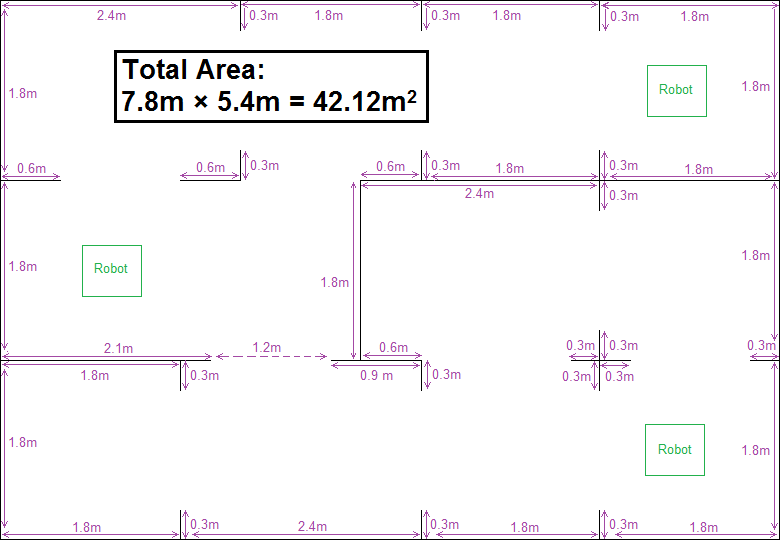 2.4m 0.3m 1.8m 0.3m 1.8m 0.3m 1.8m
Total Area:
7.8m × 5.4m = 42.12m²
1.8m Robot 1.8m
0.6m 0.6m 0.3m 0.6m 0.3m 1.8m 0.3m 1.8m
2.4m 0.3m
1.8m Robot 1.8m 1.8m
2.1m 1.2m 0.6m 0.3m 0.3m 0.3m
1.8m 0.3m 0.9 m 0.3m 0.3m 0.3m
1.8m Robot 1.8m
1.8m 0.3m 2.4m 0.3m 1.8m 0.3m 1.8m